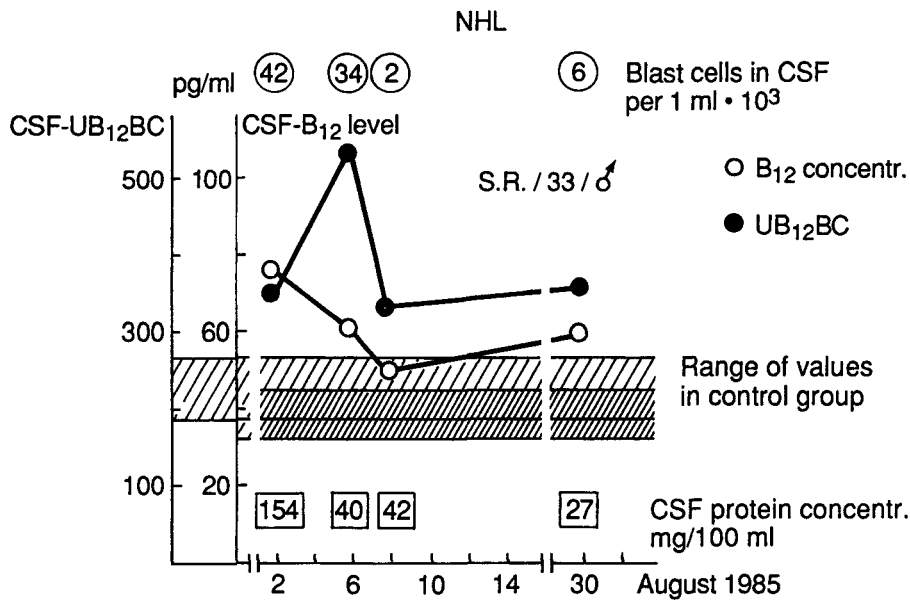 NHL
pg/ml 42 34 2 6 Blast cells in CSF
per 1 ml • 10³
CSF-UB₁₂BC CSF-B₁₂ level
500 100
S.R. / 33 / ♂
B₁₂ concentr.
UB₁₂BC
300 60
Range of values
in control group
100 20
154 40 42 27 CSF protein concentr.
mg/100 ml
2 6 10 14 30 August 1985